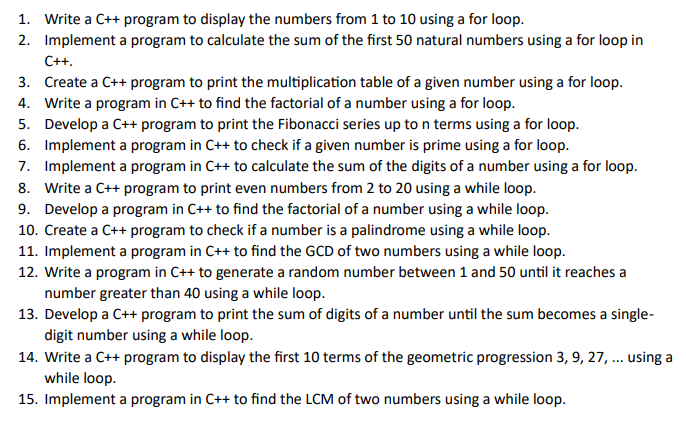 1. Write a C++ program to display the numbers from 1 to 10 using a for loop.
2. Implement a program to calculate the sum of the first 50 natural numbers using a for loop in
C++.
3. Create a C++ program to print the multiplication table of a given number using a for loop.
4. Write a program in C++ to find the factorial of a number using a for loop.
5. Develop a C++ program to print the Fibonacci series up to n terms using a for loop.
6. Implement a program in C++ to check if a given number is prime using a for loop.
7. Implement a program in C++ to calculate the sum of the digits of a number using a for loop.
8. Write a C++ program to print even numbers from 2 to 20 using a while loop.
9. Develop a program in C++ to find the factorial of a number using a while loop.
10. Create a C++ program to check if a number is a palindrome using a while loop.
11. Implement a program in C++ to find the GCD of two numbers using a while loop.
12. Write a program in C++ to generate a random number between 1 and 50 until it reaches a
number greater than 40 using a while loop.
13. Develop a C++ program to print the sum of digits of a number until the sum becomes a single-
digit number using a while loop.
14. Write a C++ program to display the first 10 terms of the geometric progression 3, 9, 27, ... using a
while loop.
15. Implement a program in C++ to find the LCM of two numbers using a while loop.